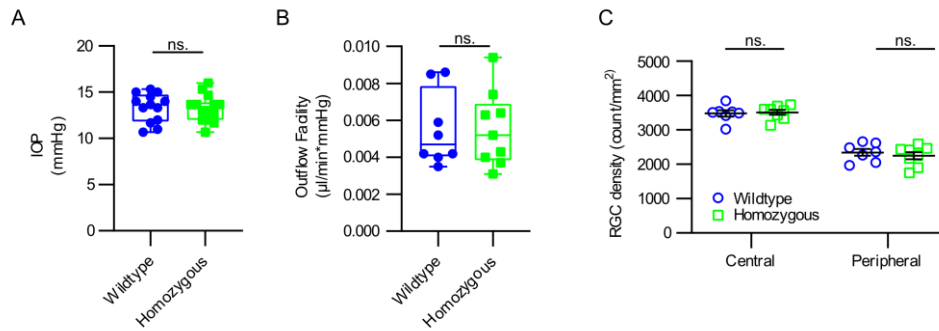 A
IOP
(mmHg)
20
15
10
5
0
ns.
Wildtype
Homozygous
B
Outflow Facility
(µl/min*mmHg)
0.010
0.008
0.006
0.004
0.002
0.000
ns.
Wildtype
Homozygous
C
RGC density (count/mm²)
5000
4000
3000
2000
1000
0
ns.
ns.
Wildtype
Homozygous
Central
Peripheral